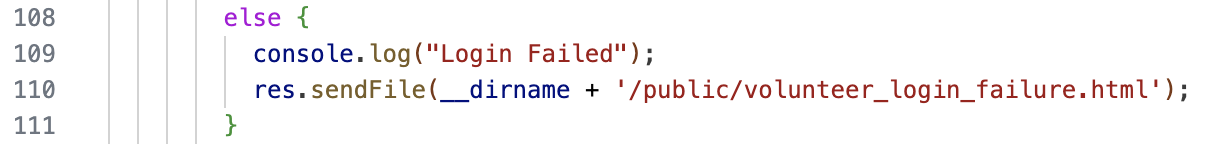 108 else {
109 console.log("Login Failed");
110 res.sendFile(__dirname + '/public/volunteer_login_failure.html');
111 }